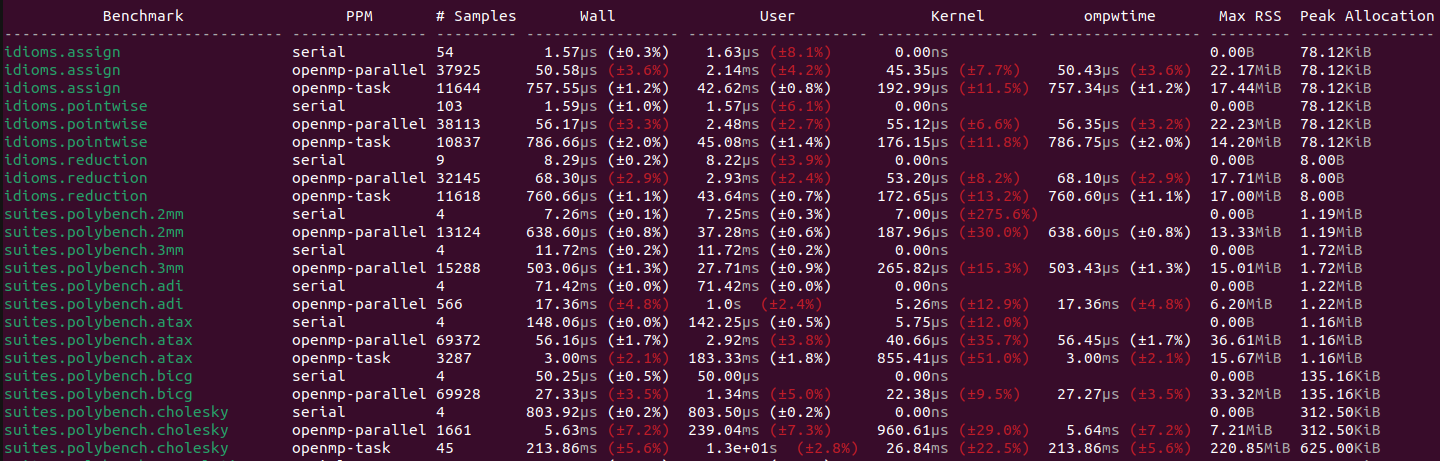 Benchmark PPM # Samples Wall User Kernel ompwtime Max RSS Peak Allocation
------------------------------- --------------- --------- ----------------- -------------------- --------------- ---------------- --------- ---------------
idioms.assign serial 54 1.57µs (±0.3%) 1.63µs (±8.1%) 0.00ns 0.00B 78.12KiB
idioms.assign openmp-parallel 37925 50.58µs (±3.6%) 2.14ms (±4.2%) 45.35µs (±7.7%) 50.43µs (±3.6%) 22.17MiB 78.12KiB
idioms.assign openmp-task 11644 757.55µs (±1.2%) 42.62ms (±0.8%) 192.99µs (±11.5%) 757.34µs (±1.2%) 17.44MiB 78.12KiB
idioms.pointwise serial 103 1.59µs (±1.0%) 1.57µs (±6.1%) 0.00ns 0.00B 78.12KiB
idioms.pointwise openmp-parallel 38113 56.17µs (±3.3%) 2.48ms (±2.7%) 55.12µs (±6.6%) 56.35µs (±3.2%) 22.23MiB 78.12KiB
idioms.pointwise openmp-task 10837 786.66µs (±2.0%) 45.08ms (±1.4%) 176.15µs (±11.8%) 786.75µs (±2.0%) 14.20MiB 78.12KiB
idioms.reduction serial 9 8.29µs (±0.2%) 8.22µs (±3.9%) 0.00ns 0.00B 8.00B
idioms.reduction openmp-parallel 32145 68.30µs (±2.9%) 2.93ms (±2.4%) 53.20µs (±8.2%) 68.10µs (±2.9%) 17.71MiB 8.00B
idioms.reduction openmp-task 11618 760.66µs (±1.1%) 43.64ms (±0.7%) 172.65µs (±13.2%) 760.60µs (±1.1%) 17.00MiB 8.00B
suites.polybench.2mm serial 4 7.26ms (±0.1%) 7.25ms (±0.3%) 7.00µs (±275.6%) 0.00B 1.19MiB
suites.polybench.2mm openmp-parallel 13124 638.60µs (±0.8%) 37.28ms (±0.6%) 187.96µs (±30.0%) 638.60µs (±0.8%) 13.33MiB 1.19MiB
suites.polybench.3mm serial 4 11.72ms (±0.2%) 11.72ms (±0.2%) 0.00ns 0.00B 1.72MiB
suites.polybench.3mm openmp-parallel 15288 503.06µs (±1.3%) 27.71ms (±0.9%) 265.82µs (±15.3%) 503.43µs (±1.3%) 15.01MiB 1.72MiB
suites.polybench.adi serial 4 71.42ms (±0.0%) 71.42ms (±0.0%) 0.00ns 0.00B 1.22MiB
suites.polybench.adi openmp-parallel 566 17.36ms (±4.8%) 1.0s (±2.4%) 5.26ms (±12.9%) 17.36ms (±4.8%) 6.20MiB 1.22MiB
suites.polybench.atax serial 4 148.06µs (±0.0%) 142.25µs (±0.5%) 5.75µs (±12.0%) 0.00B 1.16MiB
suites.polybench.atax openmp-parallel 69372 56.16µs (±1.7%) 2.92ms (±3.8%) 40.66µs (±35.7%) 56.45µs (±1.7%) 36.61MiB 1.16MiB
suites.polybench.atax openmp-task 3287 3.00ms (±2.1%) 183.33ms (±1.8%) 855.41µs (±51.0%) 3.00ms (±2.1%) 15.67MiB 1.16MiB
suites.polybench.bicg serial 4 50.25µs (±0.5%) 50.00µs 0.00ns 0.00B 135.16KiB
suites.polybench.bicg openmp-parallel 69928 27.33µs (±3.5%) 1.34ms (±5.0%) 22.38µs (±9.5%) 27.27µs (±3.5%) 33.32MiB 135.16KiB
suites.polybench.cholesky serial 4 803.92µs (±0.2%) 803.50µs (±0.2%) 0.00ns 0.00B 312.50KiB
suites.polybench.cholesky openmp-parallel 1661 5.63ms (±7.2%) 239.04ms (±7.3%) 960.61µs (±29.0%) 5.64ms (±7.2%) 7.21MiB 312.50KiB
suites.polybench.cholesky openmp-task 45 213.86ms (±5.6%) 1.3e+01s (±2.8%) 26.84ms (±22.5%) 213.86ms (±5.6%) 220.85MiB 625.00KiB